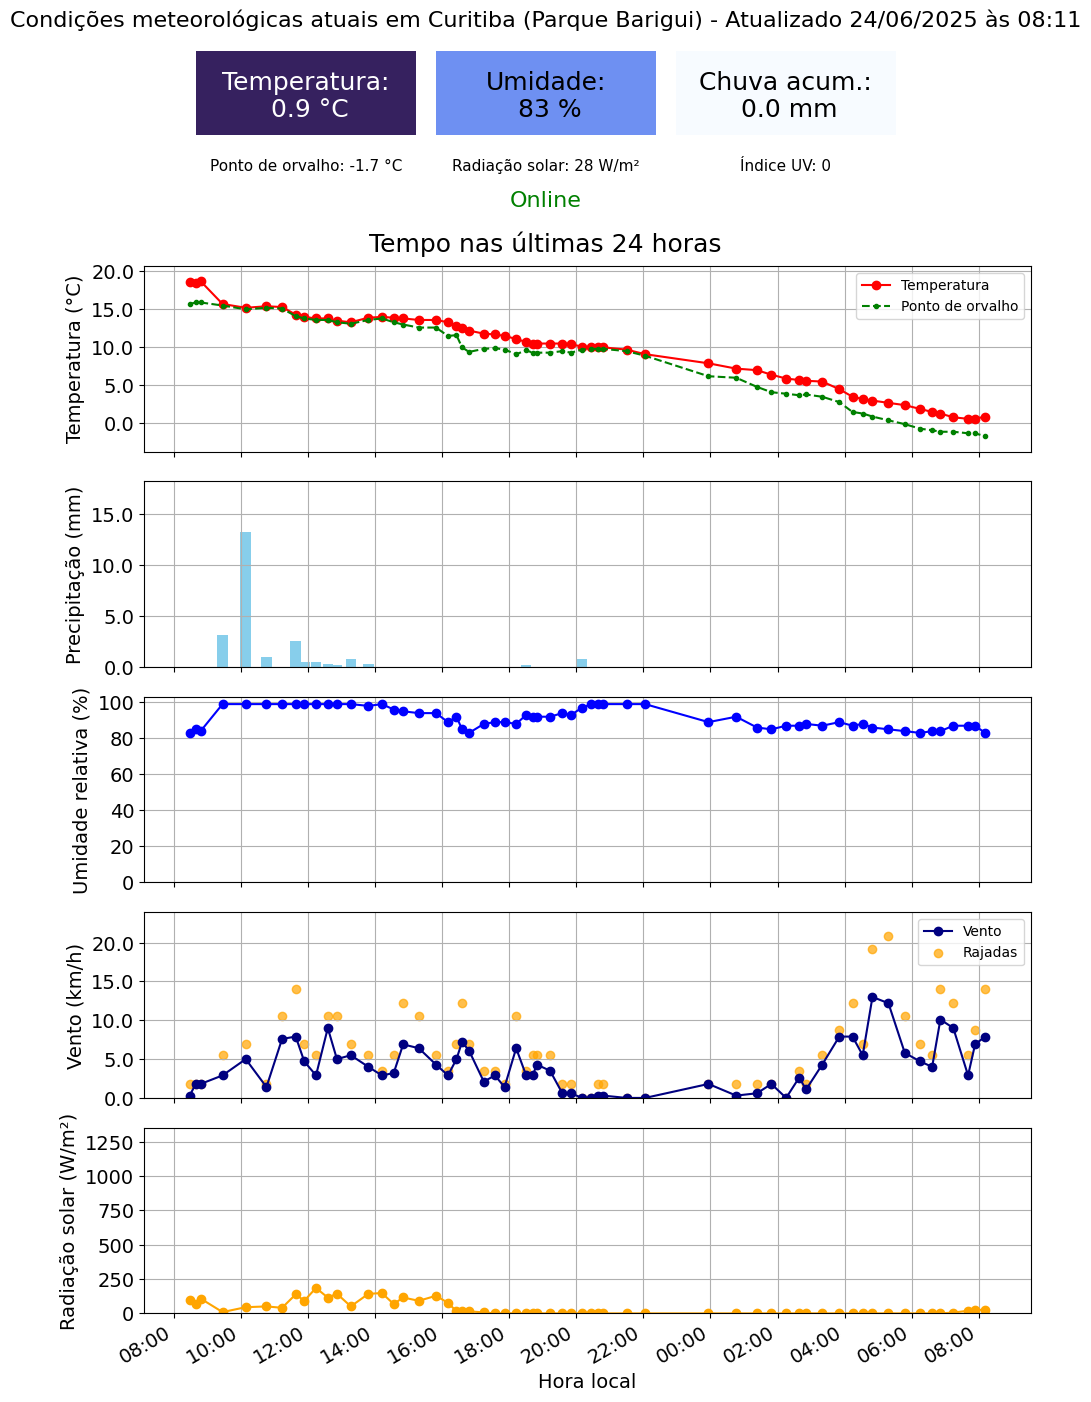 Condições meteorológicas atuais em Curitiba (Parque Barigui) - Atualizado 24/06/2025 às 08:11
Temperatura:
0.9 °C
Umidade:
83 %
Chuva acum.:
0.0 mm
Ponto de orvalho: -1.7 °C
Radiação solar: 28 W/m²
Índice UV: 0
Online
Tempo nas últimas 24 horas
Temperatura (°C)
20.0
15.0
10.0
5.0
0.0
Temperatura
Ponto de orvalho
Precipitação (mm)
15.0
10.0
5.0
0.0
Umidade relativa (%)
100
80
60
40
20
0
Vento (km/h)
20.0
15.0
10.0
5.0
0.0
Vento
Rajadas
Radiação solar (W/m²)
1250
1000
750
500
250
0
08:00
10:00
12:00
14:00
16:00
18:00
20:00
22:00
00:00
02:00
04:00
06:00
08:00
Hora local